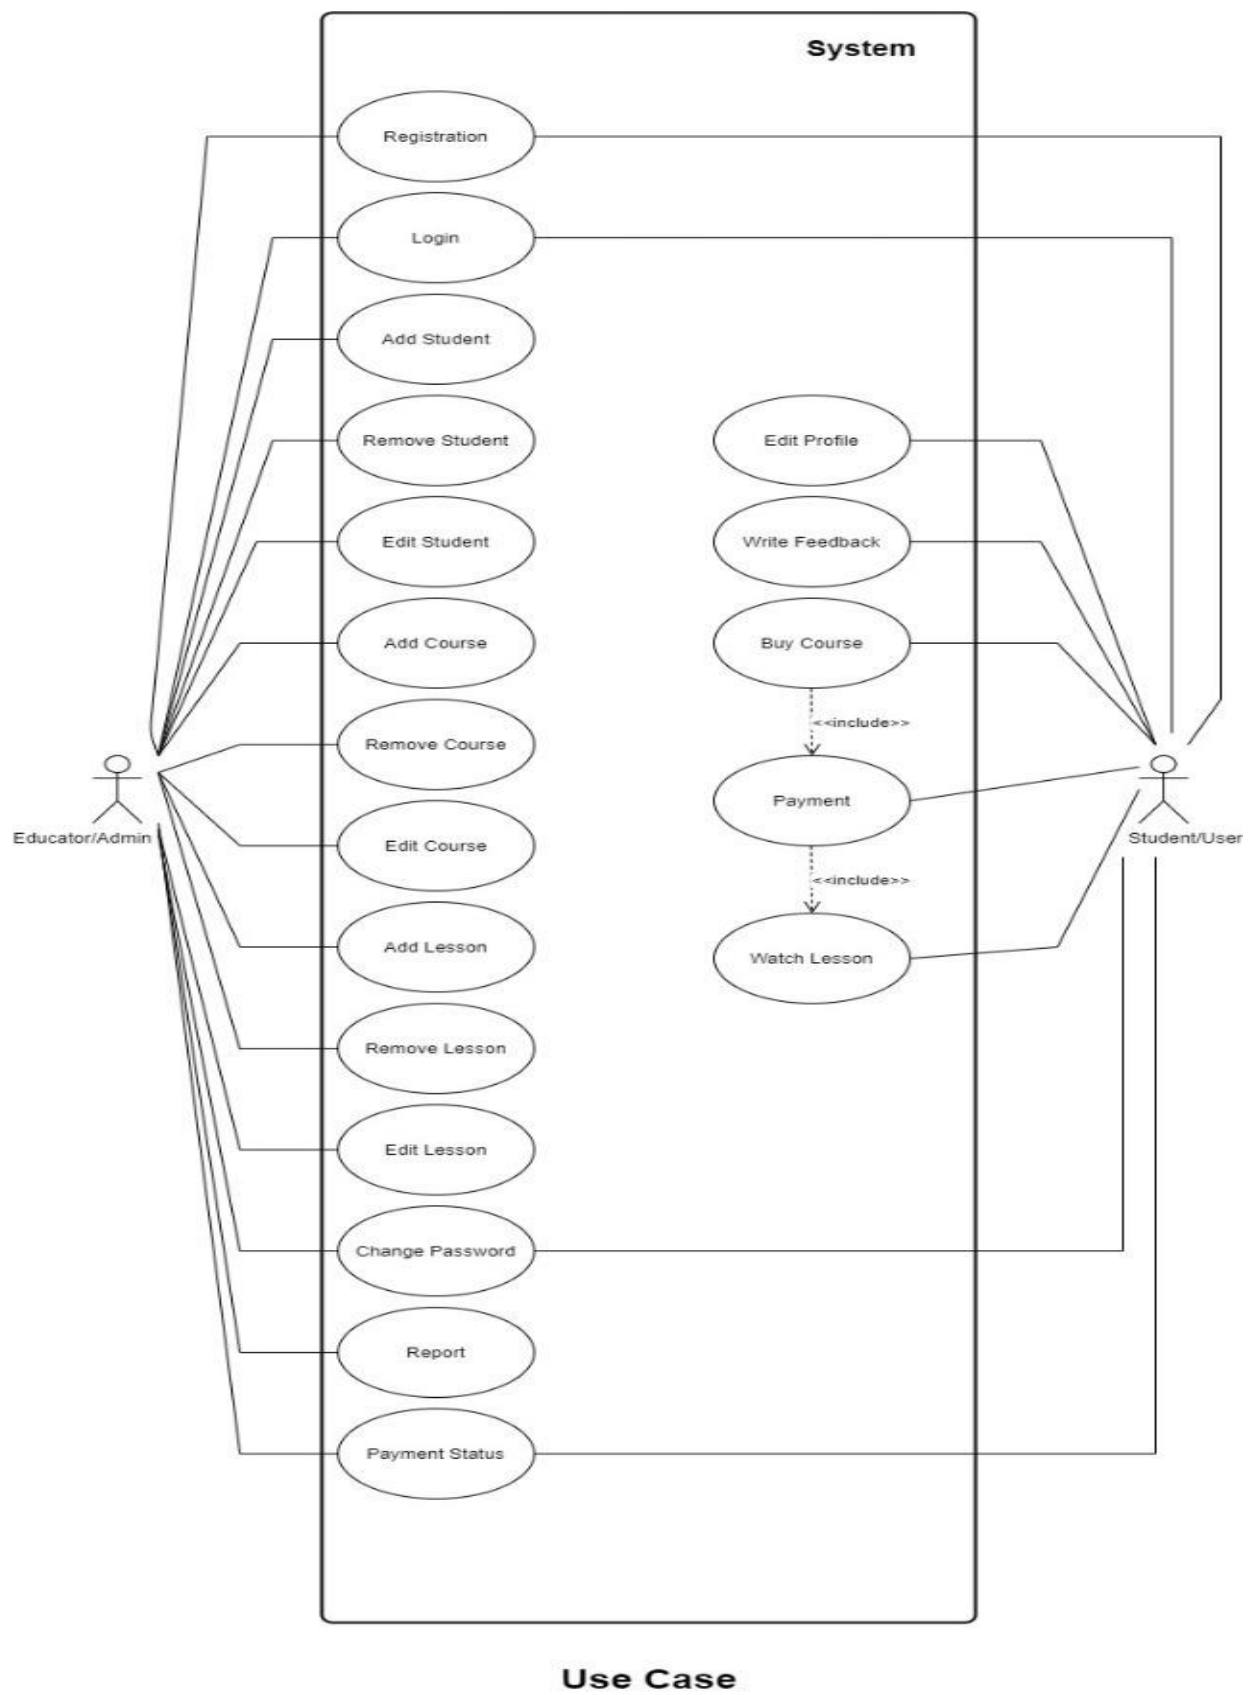 System
Registration
Login
Add Student
Remove Student
Edit Profile
Edit Student
Write Feedback
Add Course
Buy Course
<<include>>
Remove Course
Payment
Educator/Admin
Student/User
Edit Course
<<include>>
Add Lesson
Watch Lesson
Remove Lesson
Edit Lesson
Change Password
Report
Payment Status
Use Case